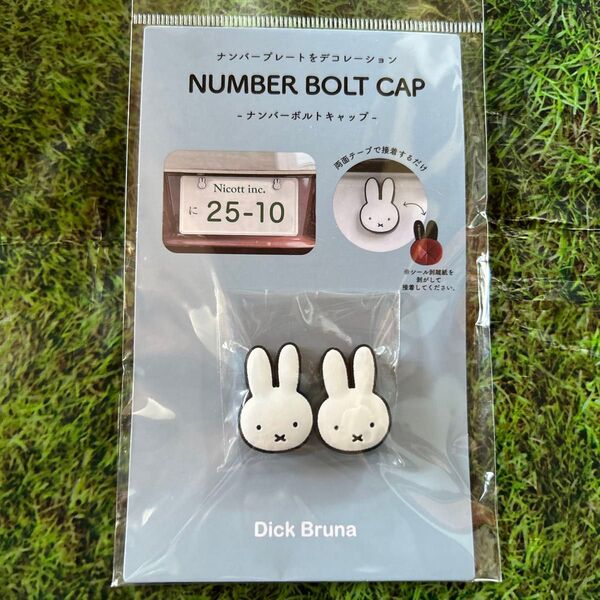 ナンバープレートをデコレーション
NUMBER BOLT CAP
- ナンバーボルトキャップ -
両面テープで接着するだけ
Nicott inc.
に 25-10
※シール剥離紙を
剥がして
接着してください。
Dick Bruna